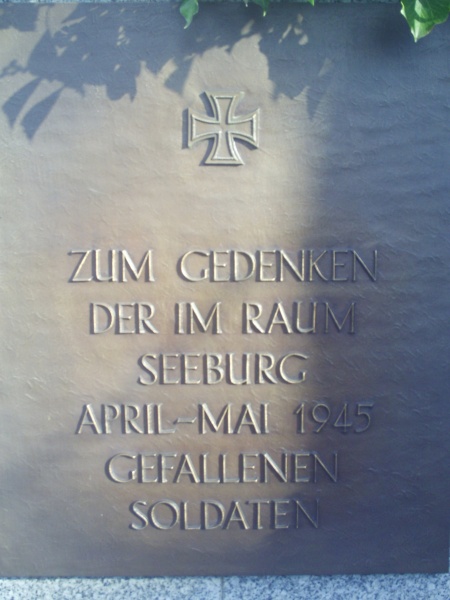 ZUM GEDENKEN
DER IM RAUM
SEEBURG
APRIL–MAI 1945
GEFALLENEN
SOLDATEN